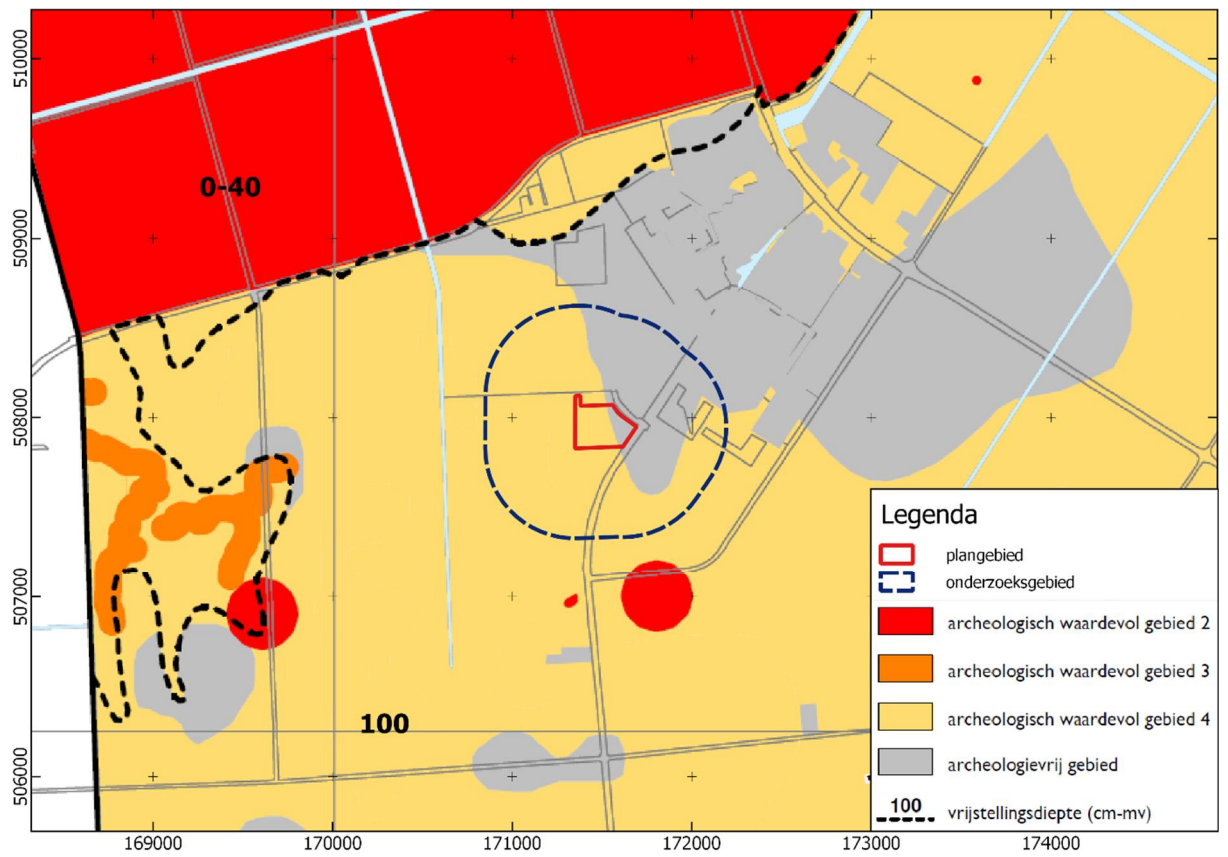 510000
509000
508000
507000
506000
0-40
100
Legenda
plangebied
onderzoeksgebied
archeologisch waardevol gebied 2
archeologisch waardevol gebied 3
archeologisch waardevol gebied 4
archeologievrij gebied
100 vrijstellingsdiepte (cm-mv)
169000 170000 171000 172000 173000 174000